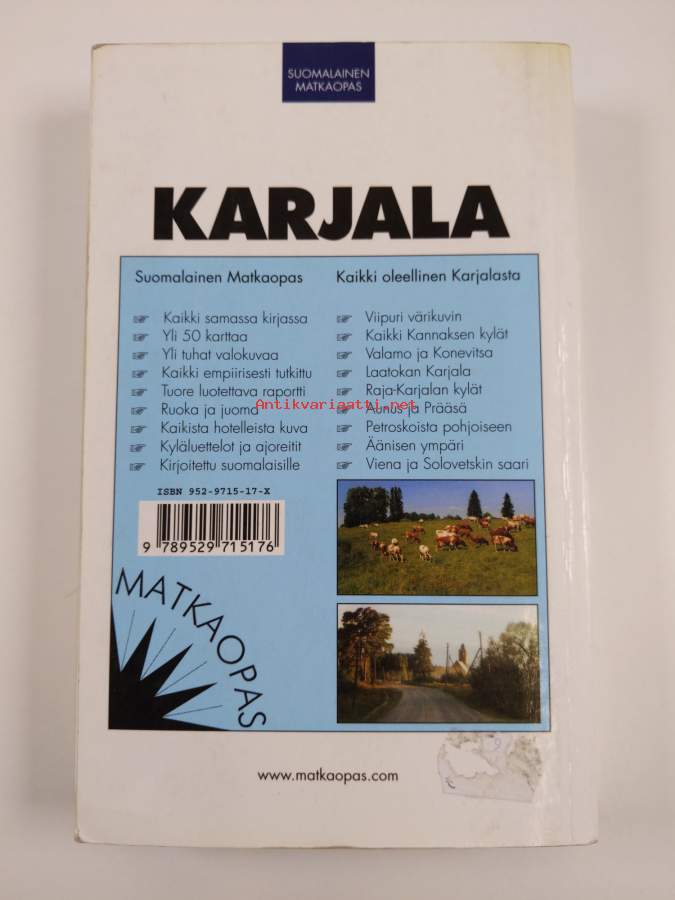 SUOMALAINEN
MATKAOPAS
KARJALA
Suomalainen Matkaopas
Kaikki samassa kirjassa
Yli 50 karttaa
Yli tuhat valokuvaa
Kaikki empiirisesti tutkittu
Tuore luotettava raportti
Ruoka ja juoma
Kaikista hotelleista kuva
Kyläluettelot ja ajoreitit
Kirjoitettu suomalaisille
Kaikki oleellinen Karjalasta
Viipuri värikuvin
Kaikki Kannaksen kylät
Valamo ja Konevitsa
Laatokan Karjala
Raja-Karjalan kylät
Aunus ja Prääsä
Petroskoista pohjoiseen
Äänisen ympäri
Viena ja Solovetskin saari
Antikvariaatti.net
ISBN 952-9715-17-X
9 789529 715176
MATKAOPAS
www.matkaopas.com